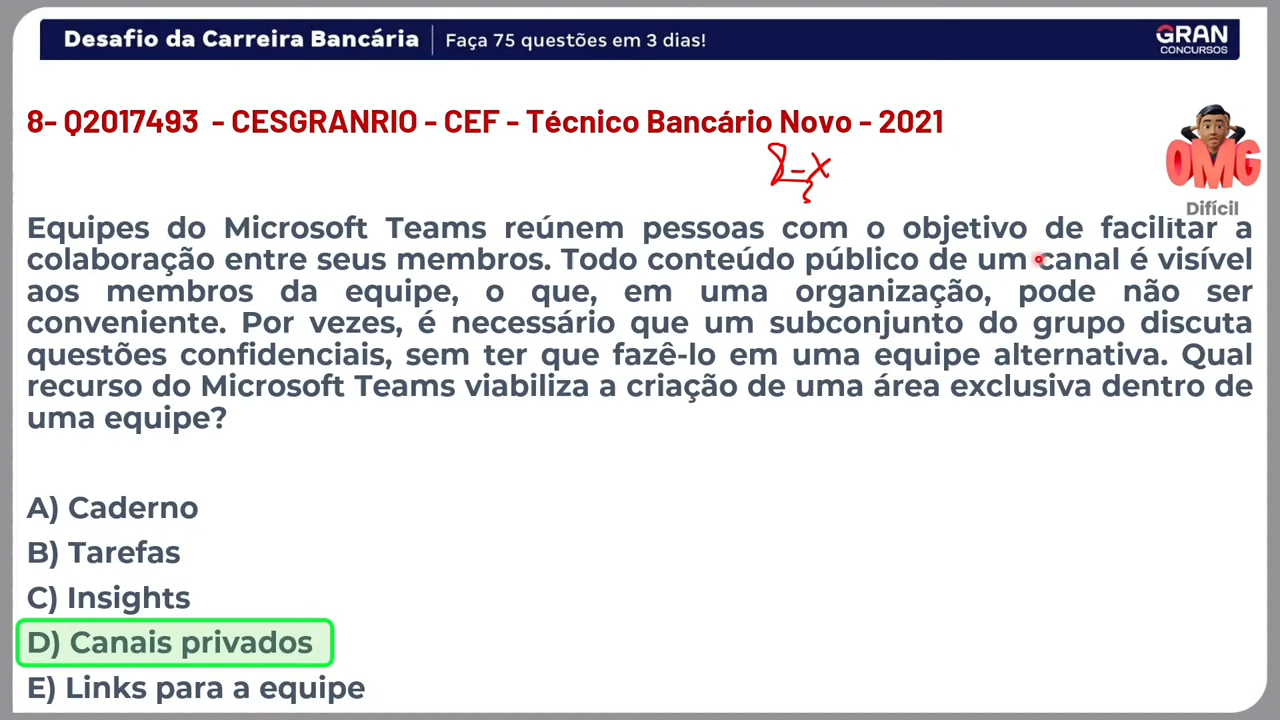 Desafio da Carreira Bancária | Faça 75 questões em 3 dias!
GRAN
CONCURSOS
8- Q2017493 - CESGRANRIO - CEF - Técnico Bancário Novo - 2021
OMG
Difícil
Equipes do Microsoft Teams reúnem pessoas com o objetivo de facilitar a
colaboração entre seus membros. Todo conteúdo público de um canal é visível
aos membros da equipe, o que, em uma organização, pode não ser
conveniente. Por vezes, é necessário que um subconjunto do grupo discuta
questões confidenciais, sem ter que fazê-lo em uma equipe alternativa. Qual
recurso do Microsoft Teams viabiliza a criação de uma área exclusiva dentro de
uma equipe?
A) Caderno
B) Tarefas
C) Insights
D) Canais privados
E) Links para a equipe